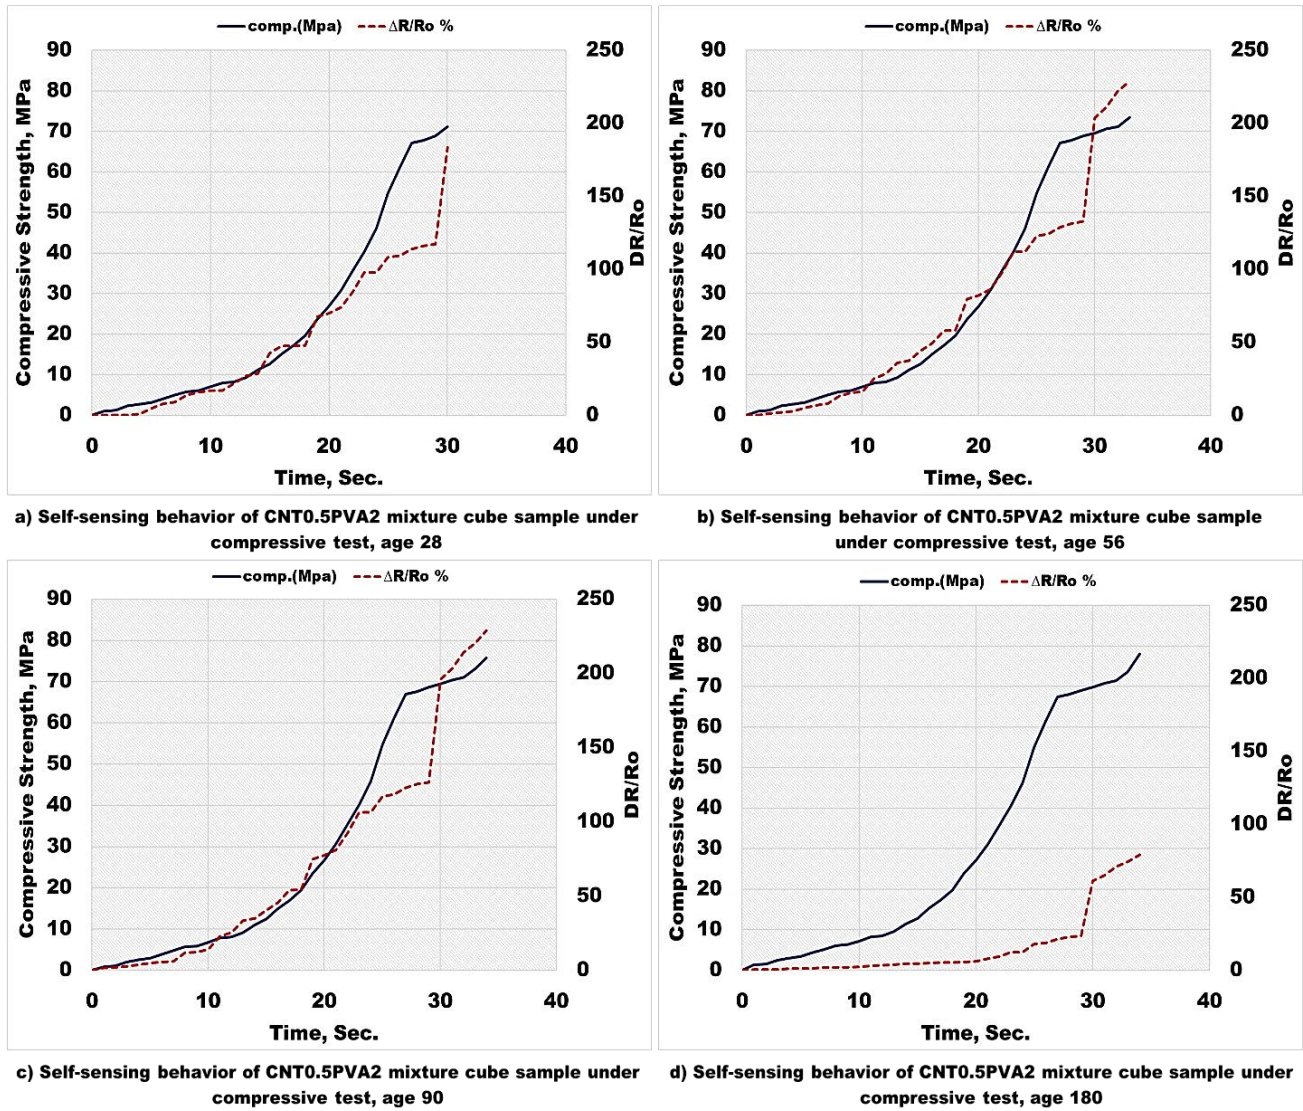 comp.(Mpa) ΔR/Ro %
90
80
70
60
50
40
30
20
10
0
Compressive Strength, MPa
250
200
150
100
50
0
DR/Ro
0 10 20 30 40
Time, Sec.
a) Self-sensing behavior of CNT0.5PVA2 mixture cube sample under
compressive test, age 28
comp.(Mpa) ΔR/Ro %
90
80
70
60
50
40
30
20
10
0
Compressive Strength, MPa
250
200
150
100
50
0
DR/Ro
0 10 20 30 40
Time, Sec.
b) Self-sensing behavior of CNT0.5PVA2 mixture cube sample
under compressive test, age 56
comp.(Mpa) ΔR/Ro %
90
80
70
60
50
40
30
20
10
0
Compressive Strength, MPa
250
200
150
100
50
0
DR/Ro
0 10 20 30 40
Time, Sec.
c) Self-sensing behavior of CNT0.5PVA2 mixture cube sample under
compressive test, age 90
comp.(Mpa) ΔR/Ro %
90
80
70
60
50
40
30
20
10
0
Compressive Strength, MPa
250
200
150
100
50
0
DR/Ro
0 10 20 30 40
Time, Sec.
d) Self-sensing behavior of CNT0.5PVA2 mixture cube sample under
compressive test, age 180